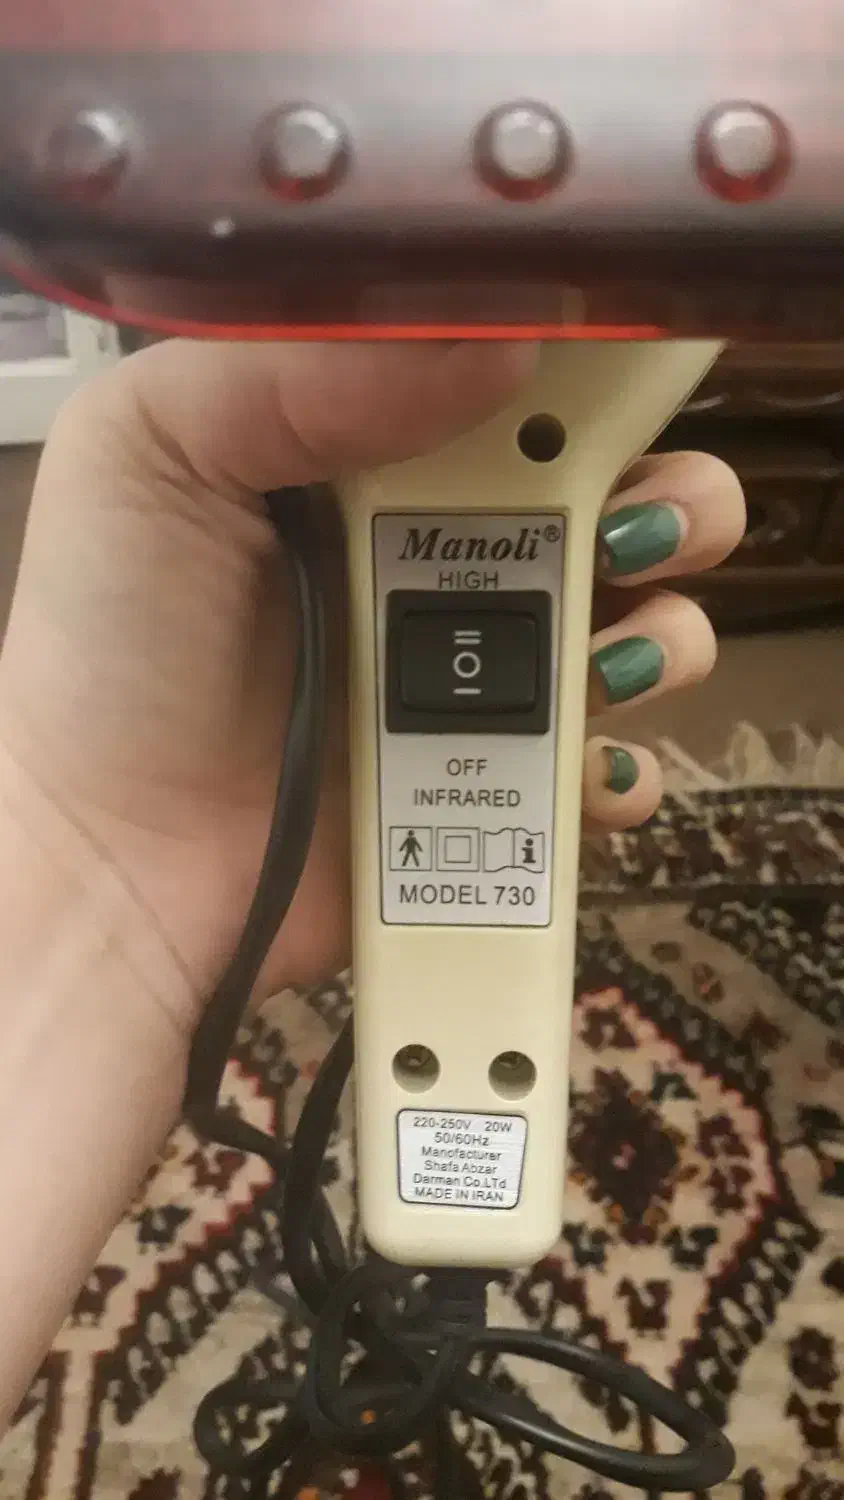 Manoli®
HIGH
OFF
INFRARED
i
MODEL 730
220-250V 20W
50/60Hz
Manofacturer
Shafa Abzar
Darman Co.LTd
MADE IN IRAN